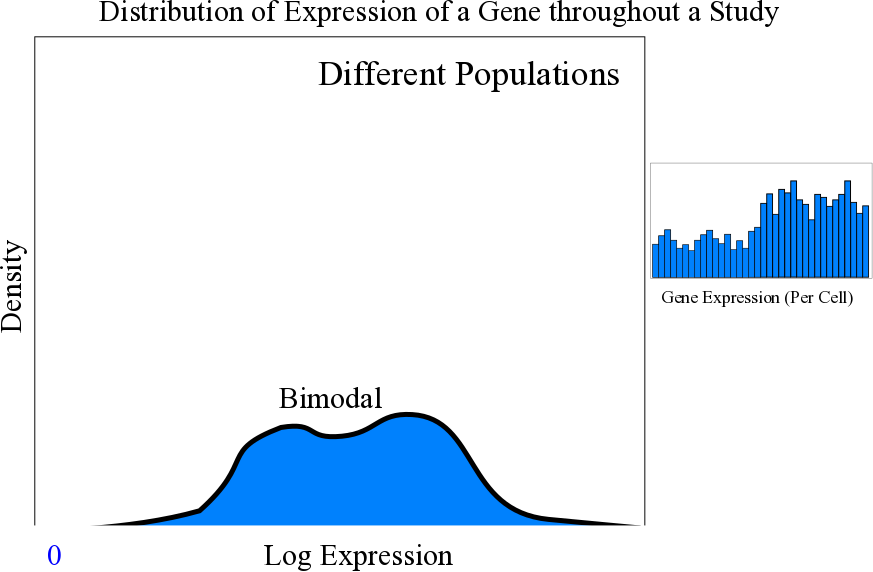 Distribution of Expression of a Gene throughout a Study
Different Populations
Density
Gene Expression (Per Cell)
Bimodal
0
Log Expression